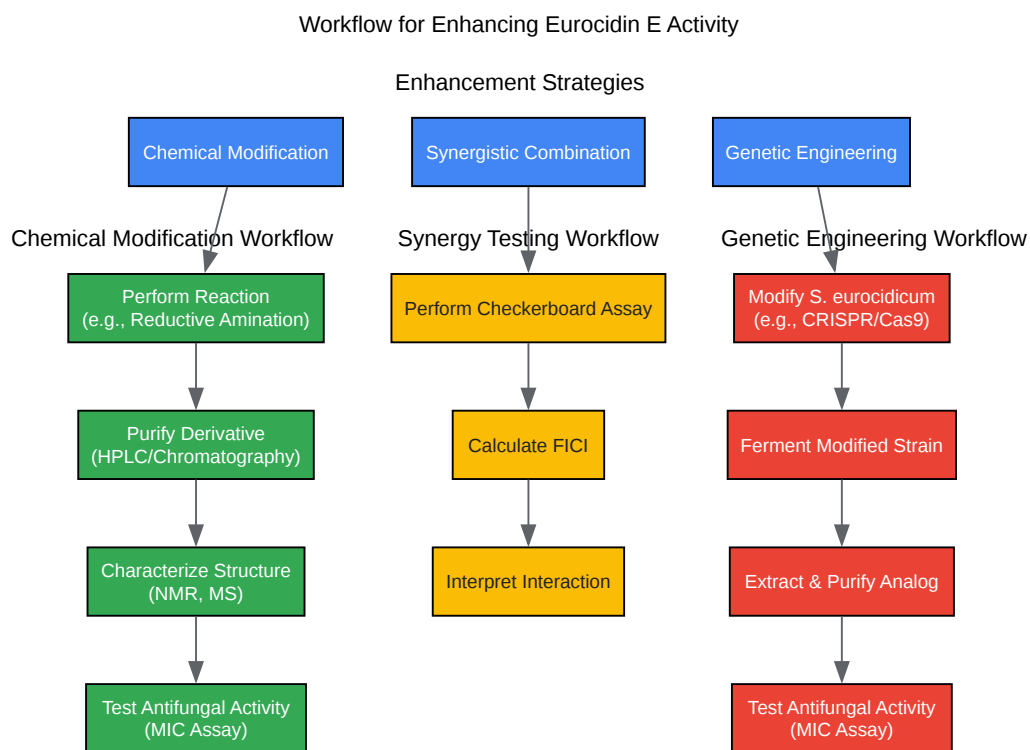 Workflow for Enhancing Eurocidin E Activity
Enhancement Strategies
Chemical Modification
Synergistic Combination
Genetic Engineering
Chemical Modification Workflow
Synergy Testing Workflow
Genetic Engineering Workflow
Perform Reaction
(e.g., Reductive Amination)
Perform Checkerboard Assay
Modify S. eurocidicum
(e.g., CRISPR/Cas9)
Purify Derivative
(HPLC/Chromatography)
Calculate FICI
Ferment Modified Strain
Characterize Structure
(NMR, MS)
Interpret Interaction
Extract & Purify Analog
Test Antifungal Activity
(MIC Assay)
Test Antifungal Activity
(MIC Assay)